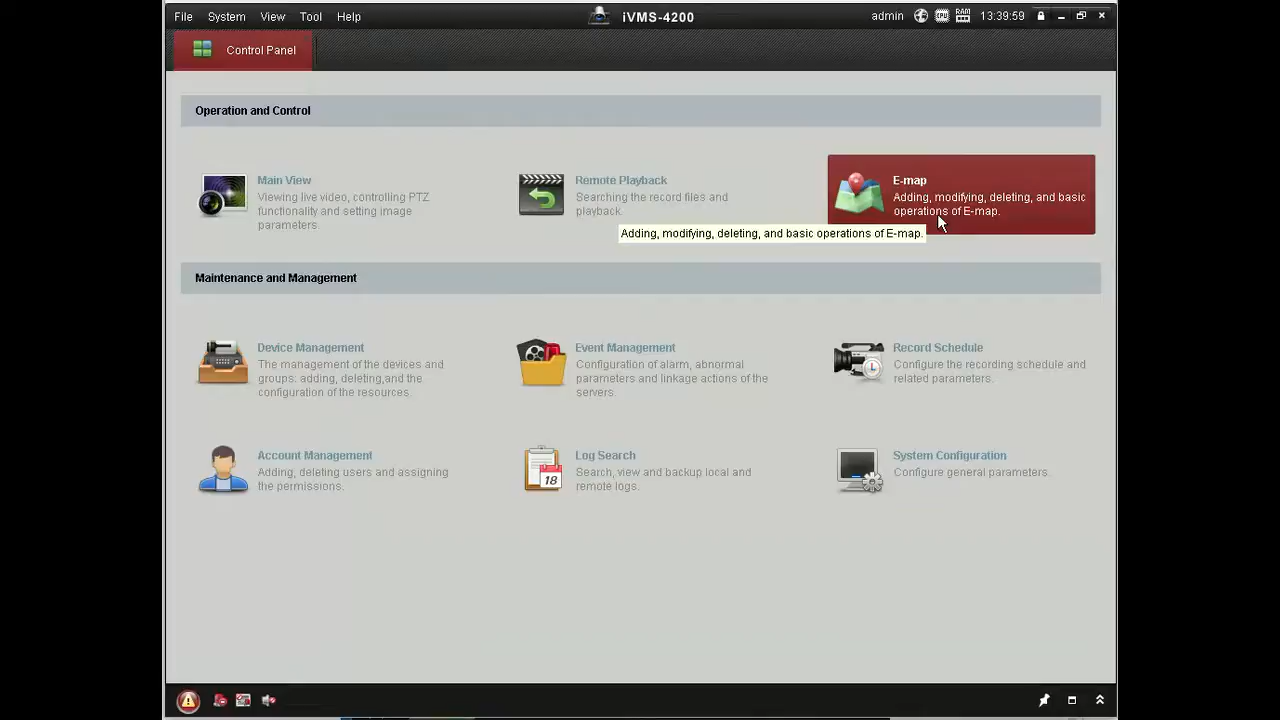 File System View Tool Help
iVMS-4200
admin
RAM
13:39:59
Control Panel
Operation and Control
Main View
Viewing live video, controlling PTZ
functionality and setting image
parameters.
Remote Playback
Searching the record files and
playback.
E-map
Adding, modifying, deleting, and basic
operations of E-map.
Adding, modifying, deleting, and basic operations of E-map.
Maintenance and Management
Device Management
The management of the devices and
groups: adding, deleting,and the
configuration of the resources.
Event Management
Configuration of alarm, abnormal
parameters and linkage actions of the
servers.
Record Schedule
Configure the recording schedule and
related parameters.
Account Management
Adding, deleting users and assigning
the permissions.
Log Search
Search, view and backup local and
remote logs.
18
System Configuration
Configure general parameters.